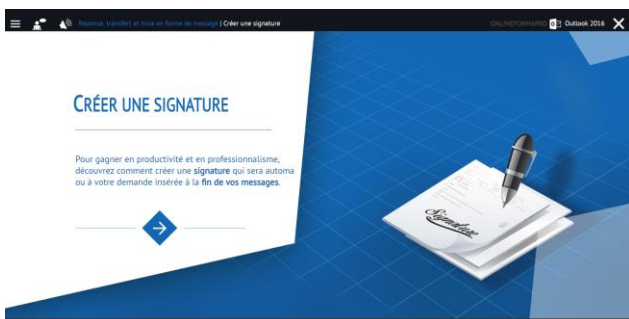 Réponse, transfert et mise en forme de message | Créer une signature
ONLINEFORMAPRO Outlook 2016
CRÉER UNE SIGNATURE
Pour gagner en productivité et en professionnalisme,
découvrez comment créer une signature qui sera automa
ou à votre demande insérée à la fin de vos messages.
Signature